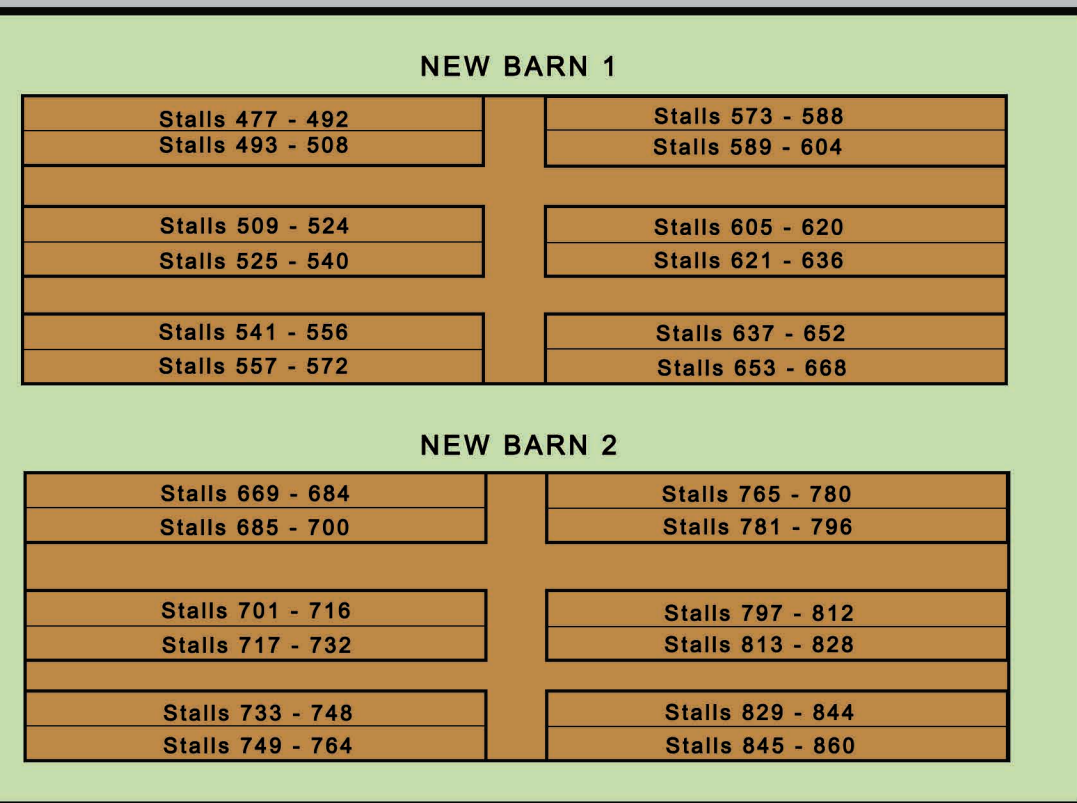 NEW BARN 1
Stalls 477 - 492
Stalls 493 - 508
Stalls 573 - 588
Stalls 589 - 604
Stalls 509 - 524
Stalls 525 - 540
Stalls 605 - 620
Stalls 621 - 636
Stalls 541 - 556
Stalls 557 - 572
Stalls 637 - 652
Stalls 653 - 668
NEW BARN 2
Stalls 669 - 684
Stalls 685 - 700
Stalls 765 - 780
Stalls 781 - 796
Stalls 701 - 716
Stalls 717 - 732
Stalls 797 - 812
Stalls 813 - 828
Stalls 733 - 748
Stalls 749 - 764
Stalls 829 - 844
Stalls 845 - 860